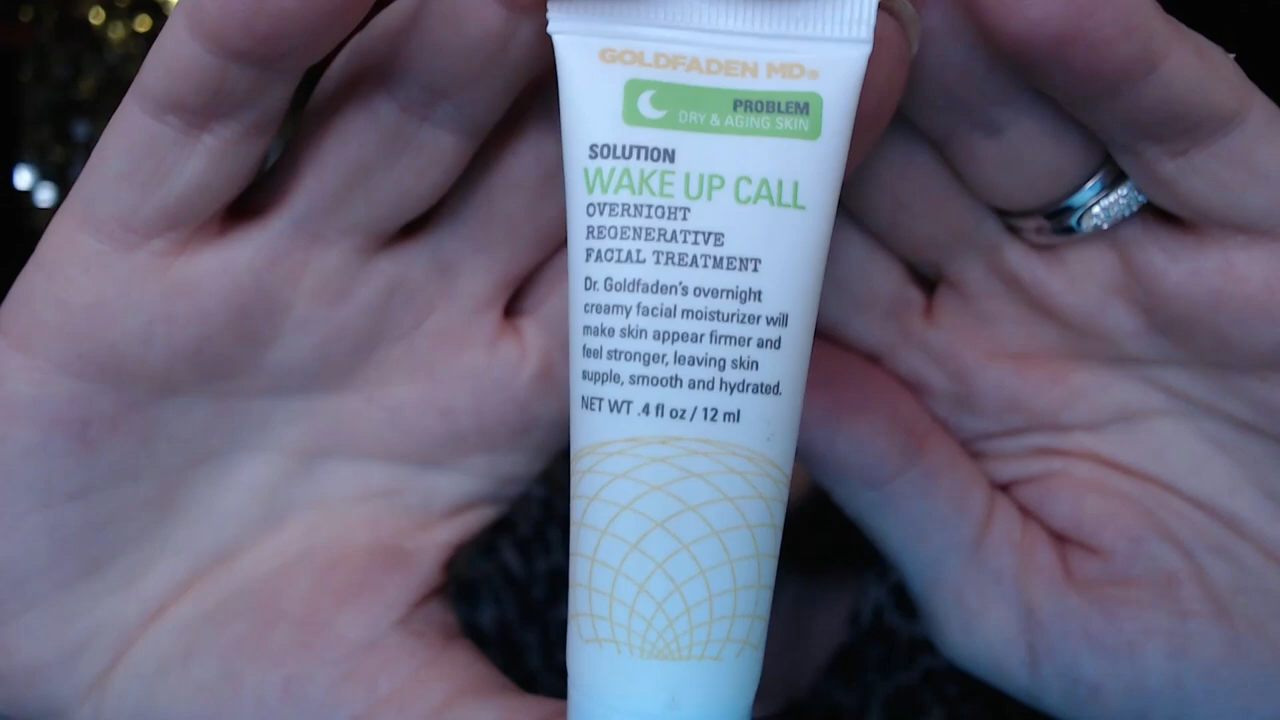 GOLDFADEN MD®
PROBLEM
DRY & AGING SKIN
SOLUTION
WAKE UP CALL
OVERNIGHT
REGENERATIVE
FACIAL TREATMENT
Dr. Goldfaden's overnight
creamy facial moisturizer will
make skin appear firmer and
feel stronger, leaving skin
supple, smooth and hydrated.
NET WT .4 fl oz / 12 ml